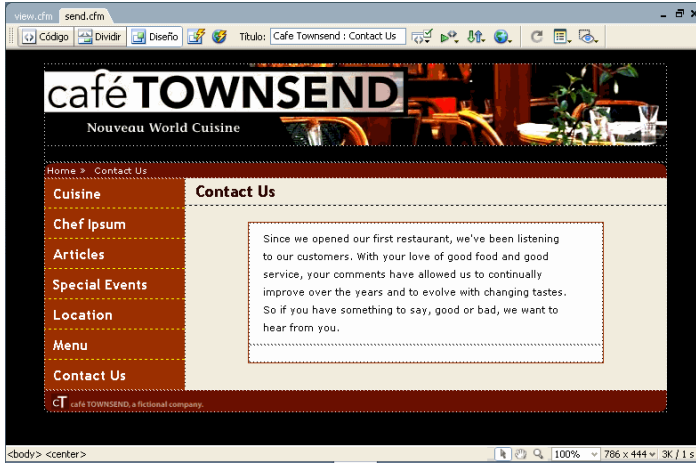 view.cfm send.cfm
Código Dividir Diseño Título: Cafe Townsend : Contact Us
café TOWNSEND
Nouveau World Cuisine
Home » Contact Us
Cuisine
Chef Ipsum
Articles
Special Events
Location
Menu
Contact Us
Contact Us
Since we opened our first restaurant, we've been listening
to our customers. With your love of good food and good
service, your comments have allowed us to continually
improve over the years and to evolve with changing tastes.
So if you have something to say, good or bad, we want to
hear from you.
cT café TOWNSEND, a fictional company.
<body> <center> 100% 786 x 444 3K / 1 s